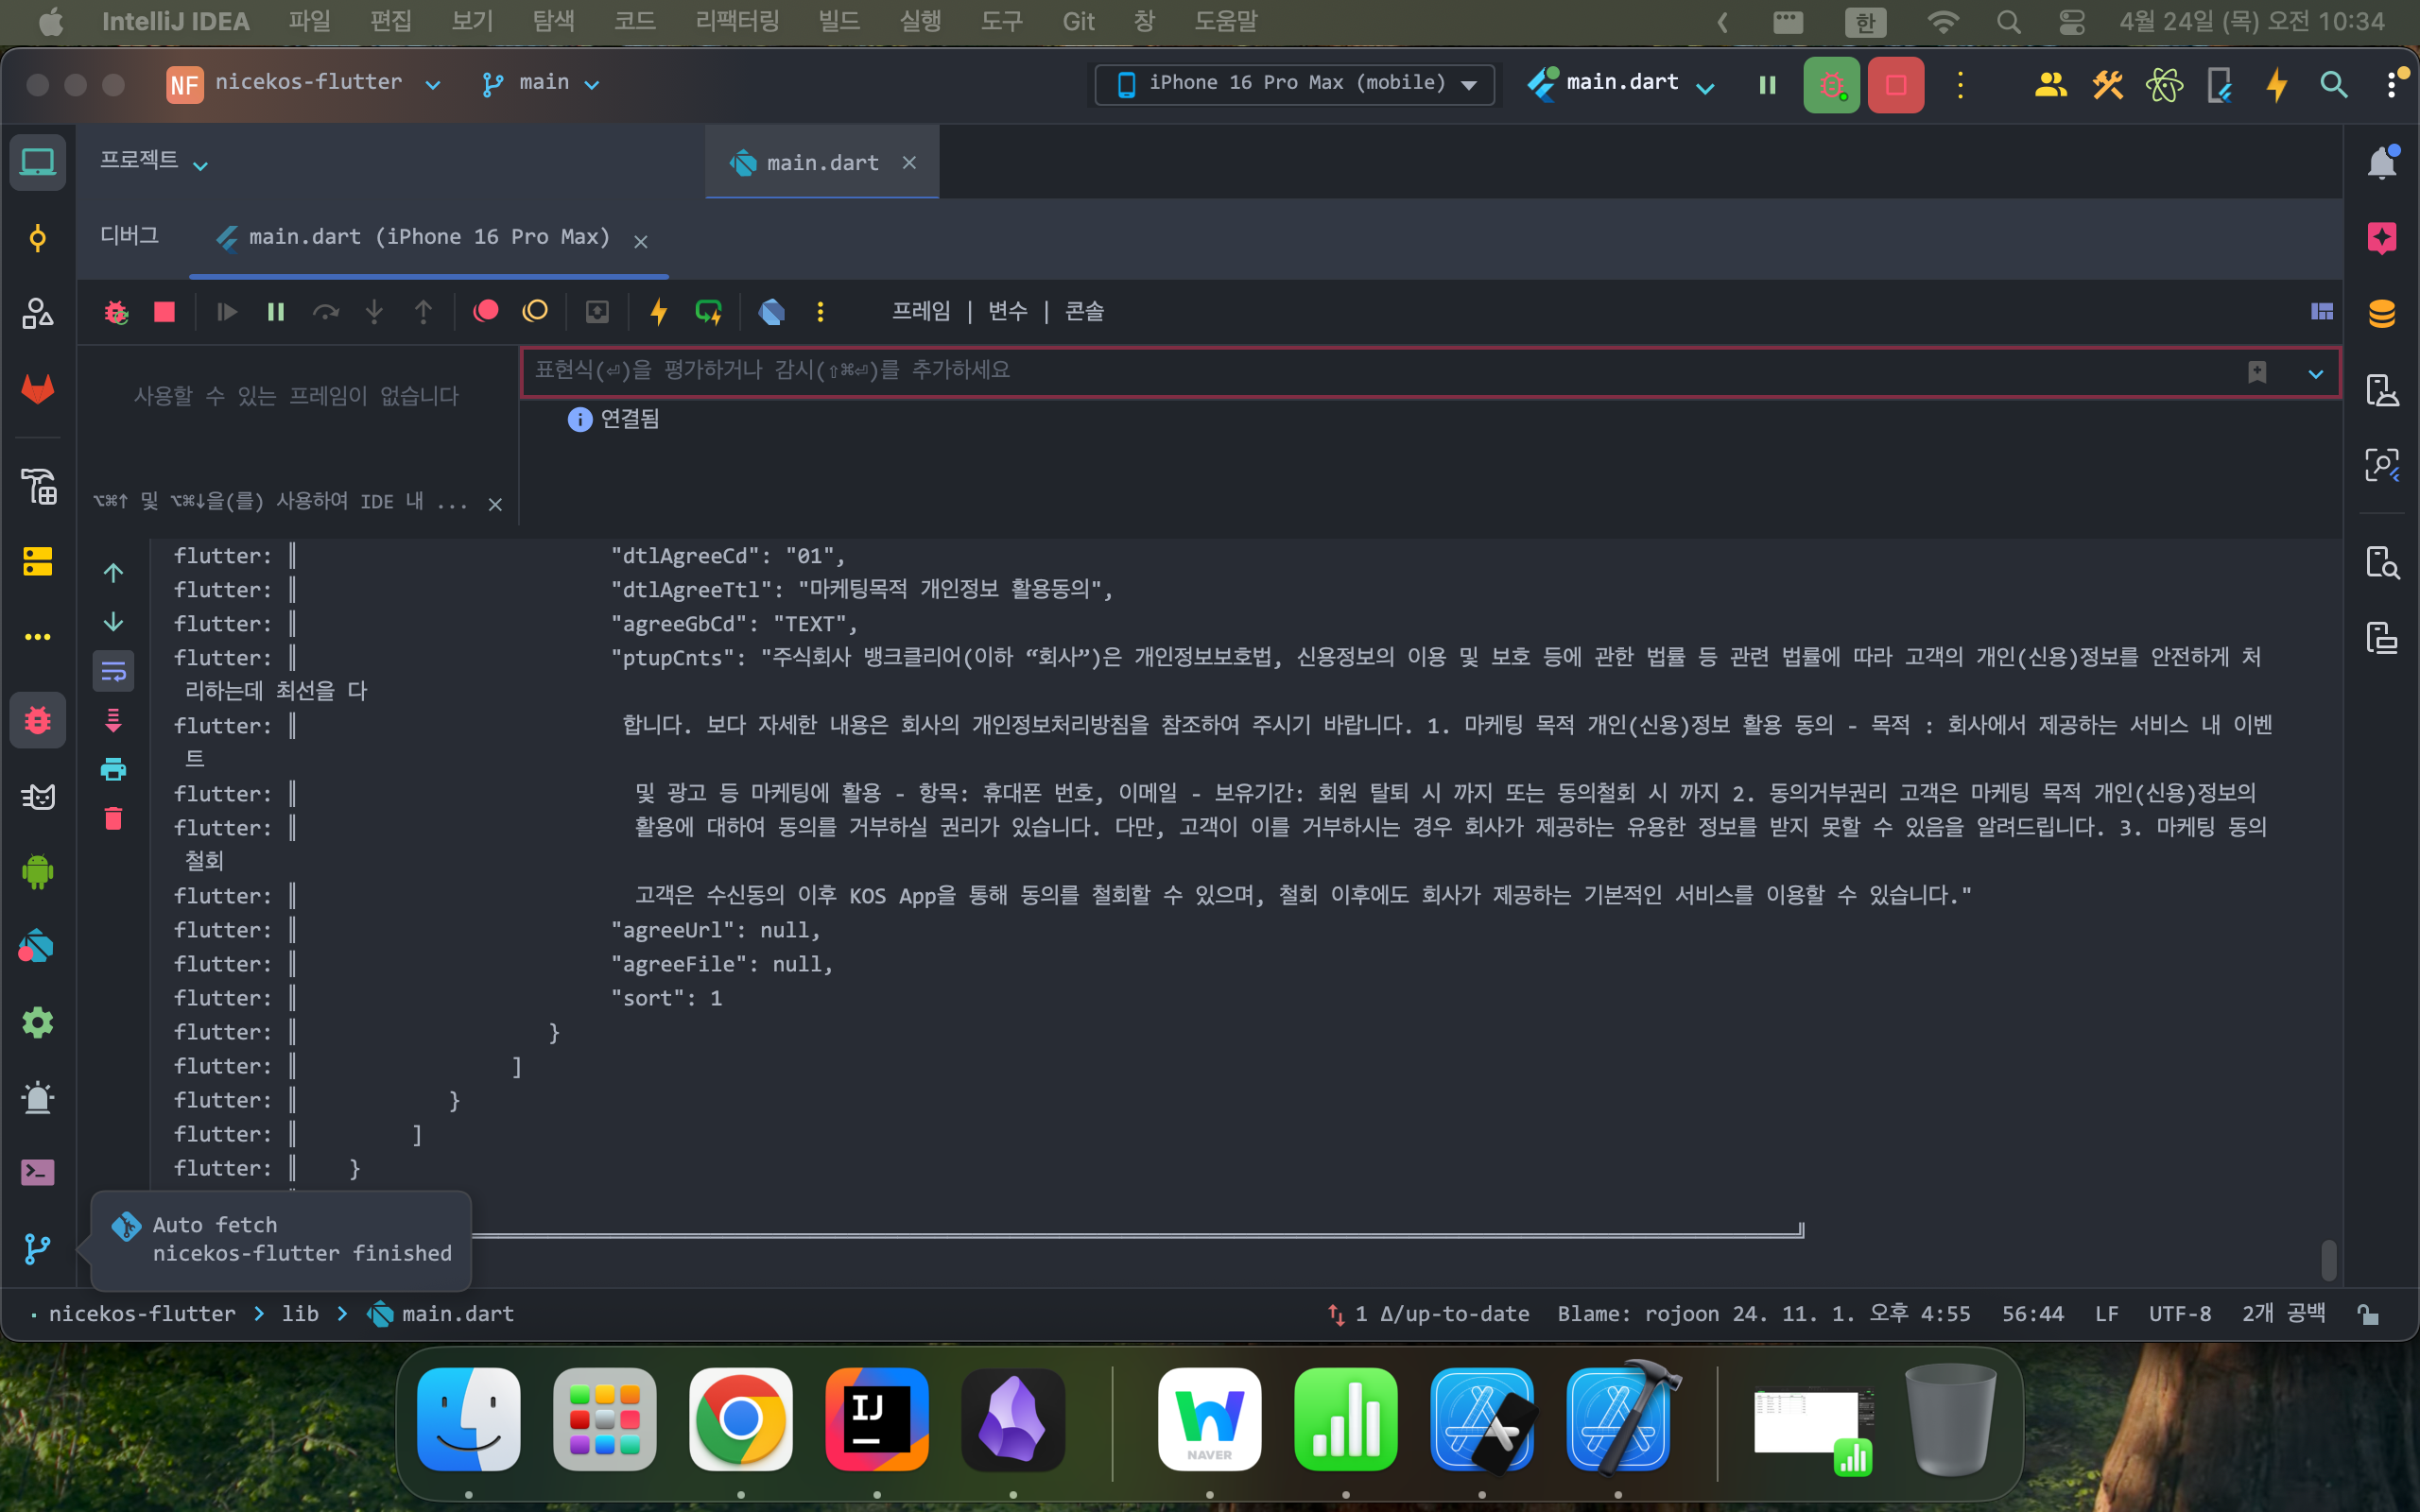 IntelliJ IDEA 파일 편집 보기 탐색 코드 리팩터링 빌드 실행 도구 Git 창 도움말 한 4월 24일 (목) 오전 10:34
NF nicekos-flutter main iPhone 16 Pro Max (mobile) main.dart
프로젝트 main.dart
디버그 main.dart (iPhone 16 Pro Max)
프레임 | 변수 | 콘솔
표현식(⏎)을 평가하거나 감시(⇧⌘⏎)를 추가하세요
사용할 수 있는 프레임이 없습니다
연결됨
⌥⌘↑ 및 ⌥⌘↓을(를) 사용하여 IDE 내 ...
flutter: ║ "dtlAgreeCd": "01",
flutter: ║ "dtlAgreeTtl": "마케팅목적 개인정보 활용동의",
flutter: ║ "agreeGbCd": "TEXT",
flutter: ║ "ptupCnts": "주식회사 뱅크클리어(이하 “회사”)은 개인정보보호법, 신용정보의 이용 및 보호 등에 관한 법률 등 관련 법률에 따라 고객의 개인(신용)정보를 안전하게 처
리하는데 최선을 다
flutter: ║ 합니다. 보다 자세한 내용은 회사의 개인정보처리방침을 참조하여 주시기 바랍니다. 1. 마케팅 목적 개인(신용)정보 활용 동의 - 목적 : 회사에서 제공하는 서비스 내 이벤
트
flutter: ║ 및 광고 등 마케팅에 활용 - 항목: 휴대폰 번호, 이메일 - 보유기간: 회원 탈퇴 시 까지 또는 동의철회 시 까지 2. 동의거부권리 고객은 마케팅 목적 개인(신용)정보의
flutter: ║ 활용에 대하여 동의를 거부하실 권리가 있습니다. 다만, 고객이 이를 거부하시는 경우 회사가 제공하는 유용한 정보를 받지 못할 수 있음을 알려드립니다. 3. 마케팅 동의
철회
flutter: ║ 고객은 수신동의 이후 KOS App을 통해 동의를 철회할 수 있으며, 철회 이후에도 회사가 제공하는 기본적인 서비스를 이용할 수 있습니다."
flutter: ║ "agreeUrl": null,
flutter: ║ "agreeFile": null,
flutter: ║ "sort": 1
flutter: ║ }
flutter: ║ ]
flutter: ║ }
flutter: ║ ]
flutter: ║ }
Auto fetch
nicekos-flutter finished
nicekos-flutter > lib > main.dart 1 Δ/up-to-date Blame: rojoon 24. 11. 1. 오후 4:55 56:44 LF UTF-8 2개 공백
IJ
NAVER